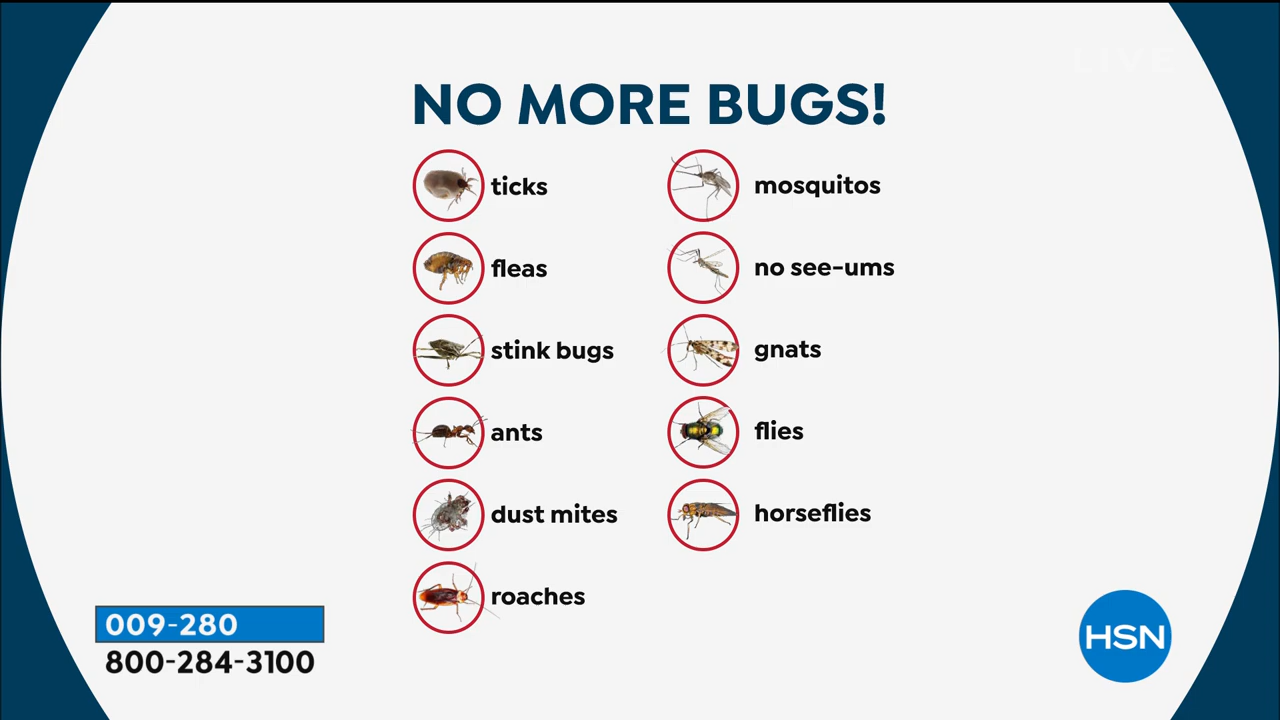 LIVE
NO MORE BUGS!
ticks
fleas
stink bugs
ants
dust mites
roaches
mosquitos
no see-ums
gnats
flies
horseflies
009-280
800-284-3100
HSN